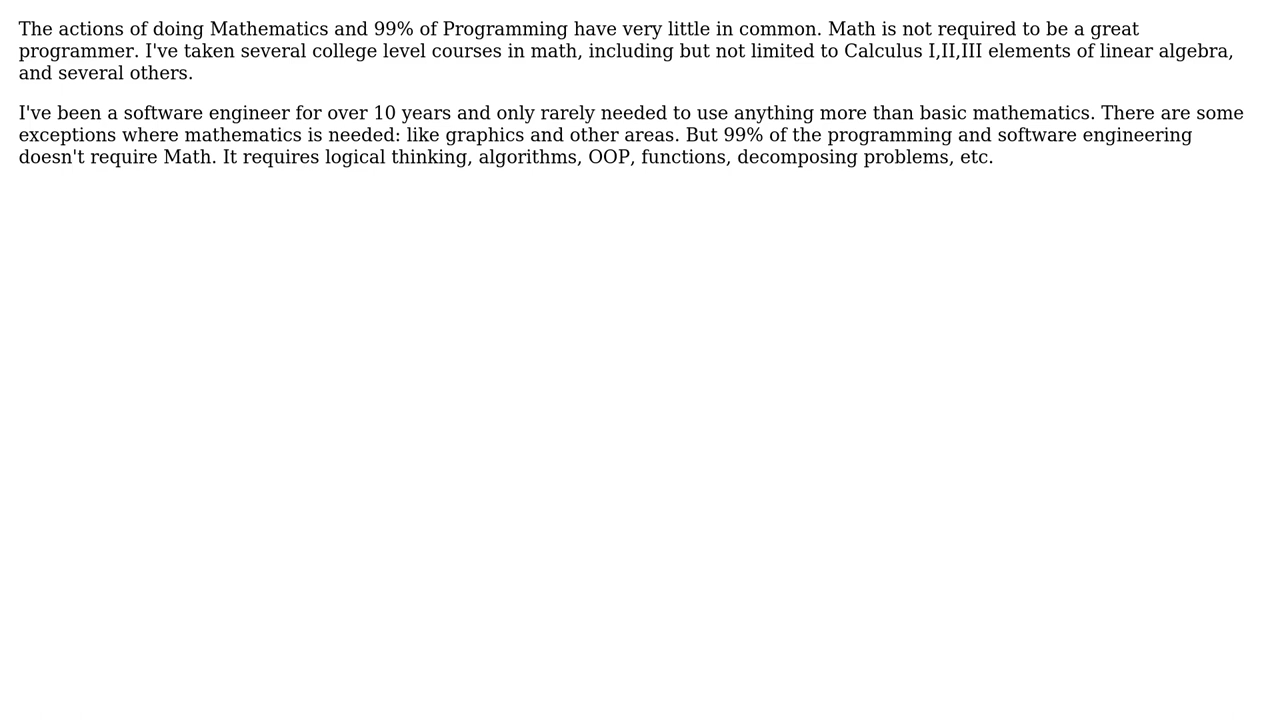 The actions of doing Mathematics and 99% of Programming have very little in common. Math is not required to be a great
programmer. I've taken several college level courses in math, including but not limited to Calculus I,II,III elements of linear algebra,
and several others.
I've been a software engineer for over 10 years and only rarely needed to use anything more than basic mathematics. There are some
exceptions where mathematics is needed: like graphics and other areas. But 99% of the programming and software engineering
doesn't require Math. It requires logical thinking, algorithms, OOP, functions, decomposing problems, etc.